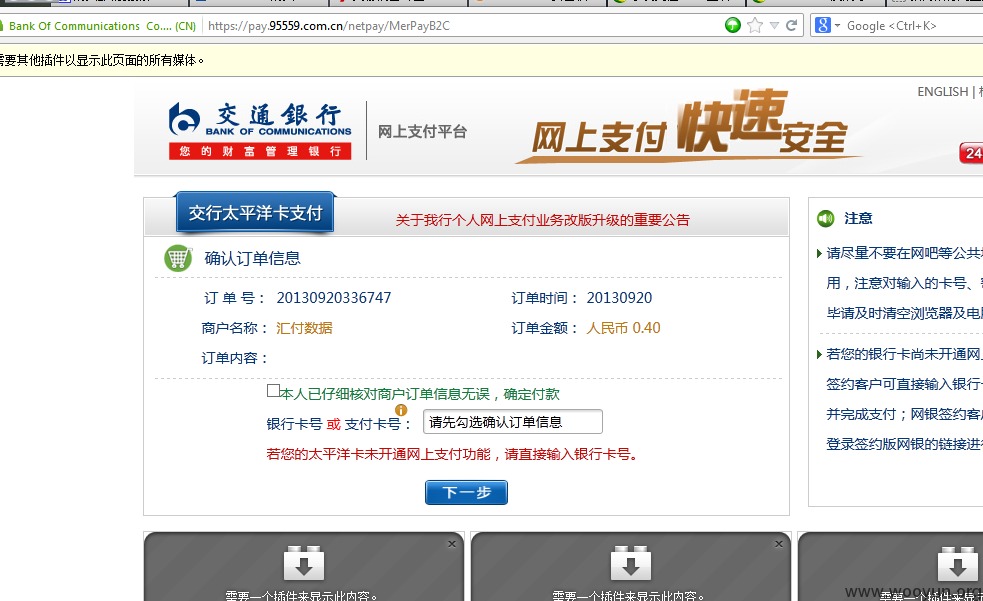 Bank Of Communications Co.... (CN) https://pay.95559.com.cn/netpay/MerPayB2C Google <Ctrl+K>
需要其他插件以显示此页面的所有媒体。
ENGLISH |
交通銀行
BANK OF COMMUNICATIONS
您的财富管理银行
网上支付平台
网上支付 快速安全
24
交行太平洋卡支付
关于我行个人网上支付业务改版升级的重要公告
确认订单信息
订 单 号： 20130920336747 订单时间： 20130920
商户名称： 汇付数据 订单金额： 人民币 0.40
订单内容：
本人已仔细核对商户订单信息无误，确定付款
银行卡号 或 支付卡号： 请先勾选确认订单信息
若您的太平洋卡未开通网上支付功能，请直接输入银行卡号。
下一步
注意
请尽量不要在网吧等公共
用，注意对输入的卡号、
毕请及时清空浏览器及电
若您的银行卡尚未开通网
签约客户可直接输入银行
并完成支付；网银签约客
登录签约版网银的链接进
需要一个插件来显示此内容。
需要一个插件来显示此内容。
需要一个插件来显示
www.wooyun.org